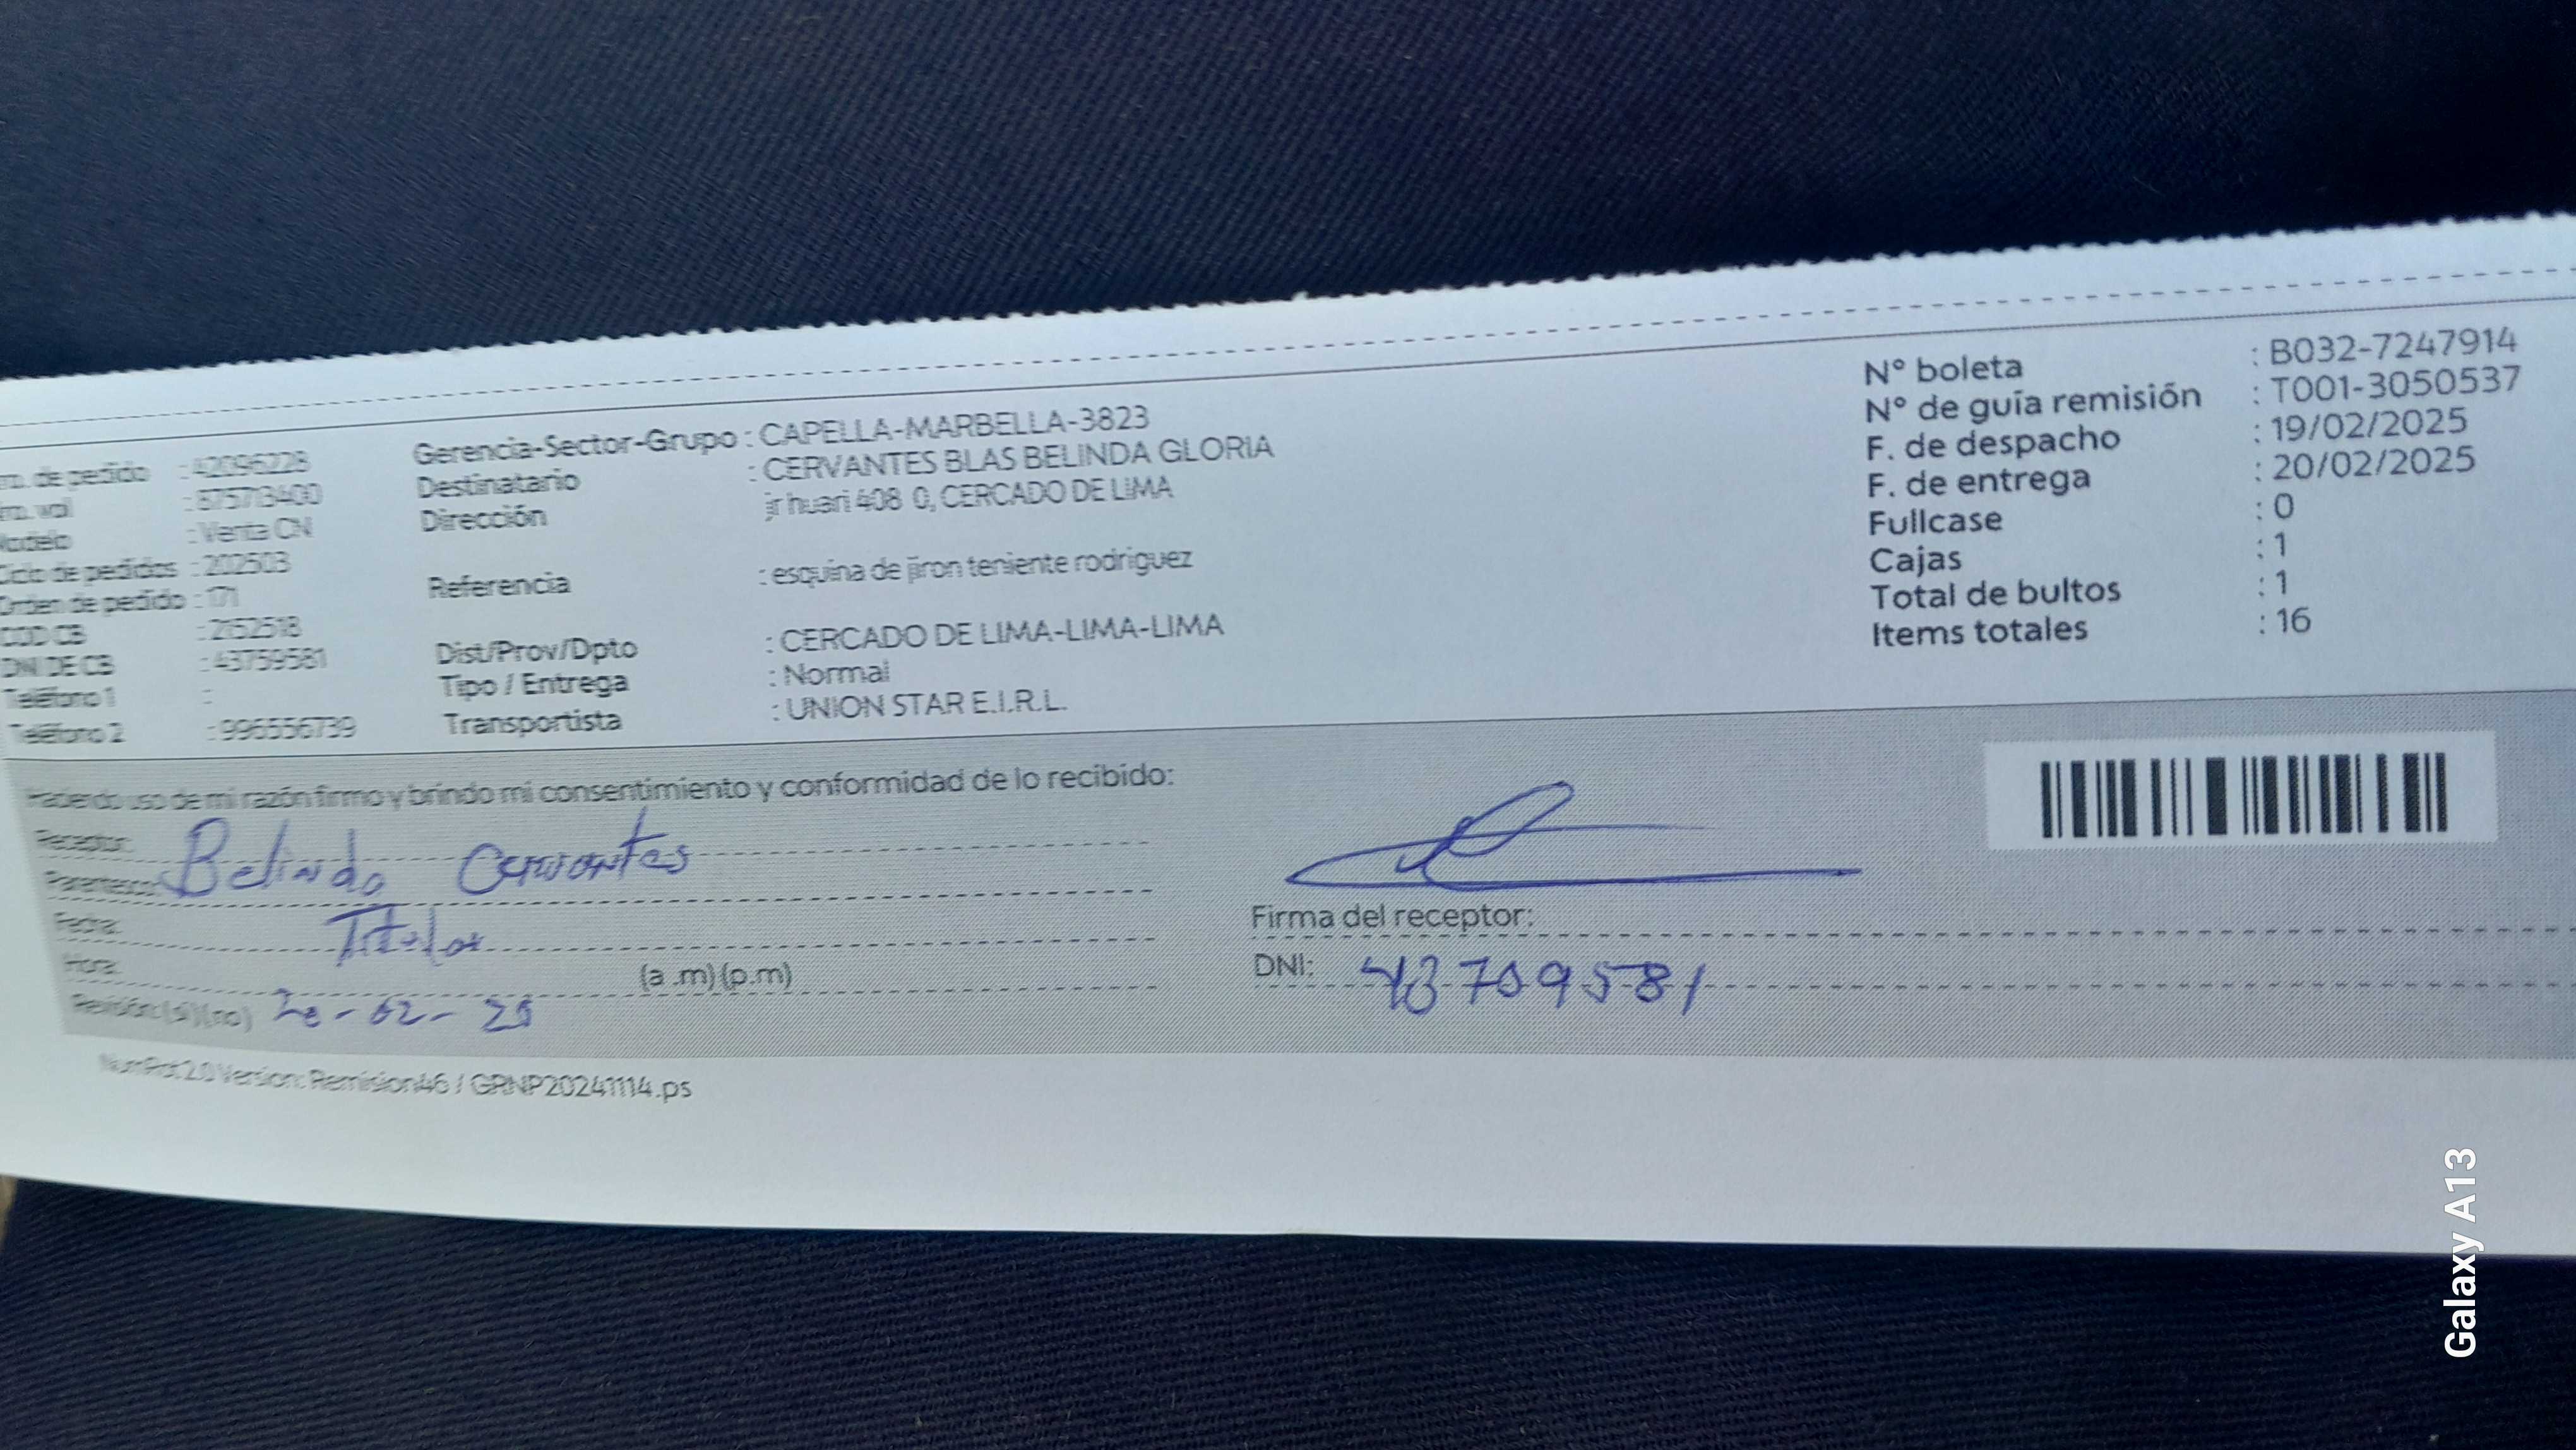 de pedido : 42096228
: 875713400
Modelo : Venta CN
Ciclo de pedidos : 202503
Orden de pedido : 171
COD CB : 2152518
DNI DE CB : 43759581
Teléfono 1 :
Teléfono 2 : 996556739
Gerencia-Sector-Grupo : CAPELLA-MARBELLA-3823
Destinatario : CERVANTES BLAS BELINDA GLORIA
Dirección jr huari 408 0, CERCADO DE LIMA
Referencia : esquina de jiron teniente rodriguez
Dist/Prov/Dpto : CERCADO DE LIMA-LIMA-LIMA
Tipo / Entrega : Normal
Transportista : UNION STAR E.I.R.L.
N° boleta : B032-7247914
N° de guía remisión : T001-3050537
F. de despacho : 19/02/2025
F. de entrega : 20/02/2025
Fullcase : 0
Cajas : 1
Total de bultos : 1
Items totales : 16
Haciendo uso de mi razón firmo y brindo mi consentimiento y conformidad de lo recibido:
Receptor: Belinda Cervantes
Parentesco:
Fecha: Titular
Hora: (a .m) (p.m)
Revisión: (si) (no) 20-02-25
Firma del receptor:
DNI: 43759581
Version: Remision46 / GRNP20241114.ps
Galaxy A13